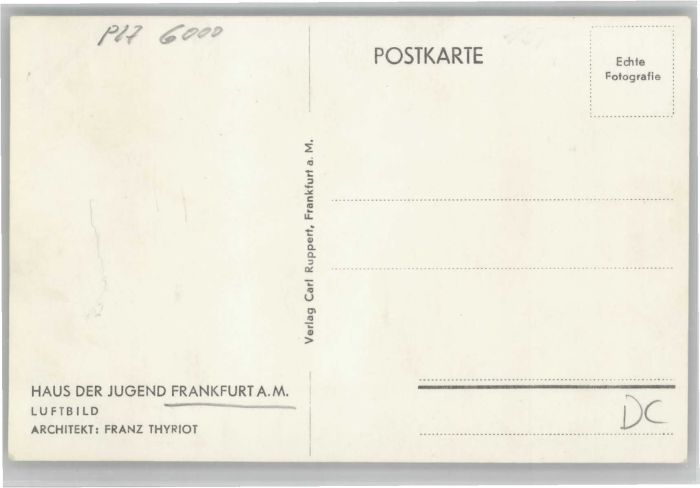 PLZ 6000
POSTKARTE
Echte
Fotografie
Verlag Carl Ruppert, Frankfurt a. M.
HAUS DER JUGEND FRANKFURT A. M.
LUFTBILD
ARCHITEKT: FRANZ THYRIOT
DC